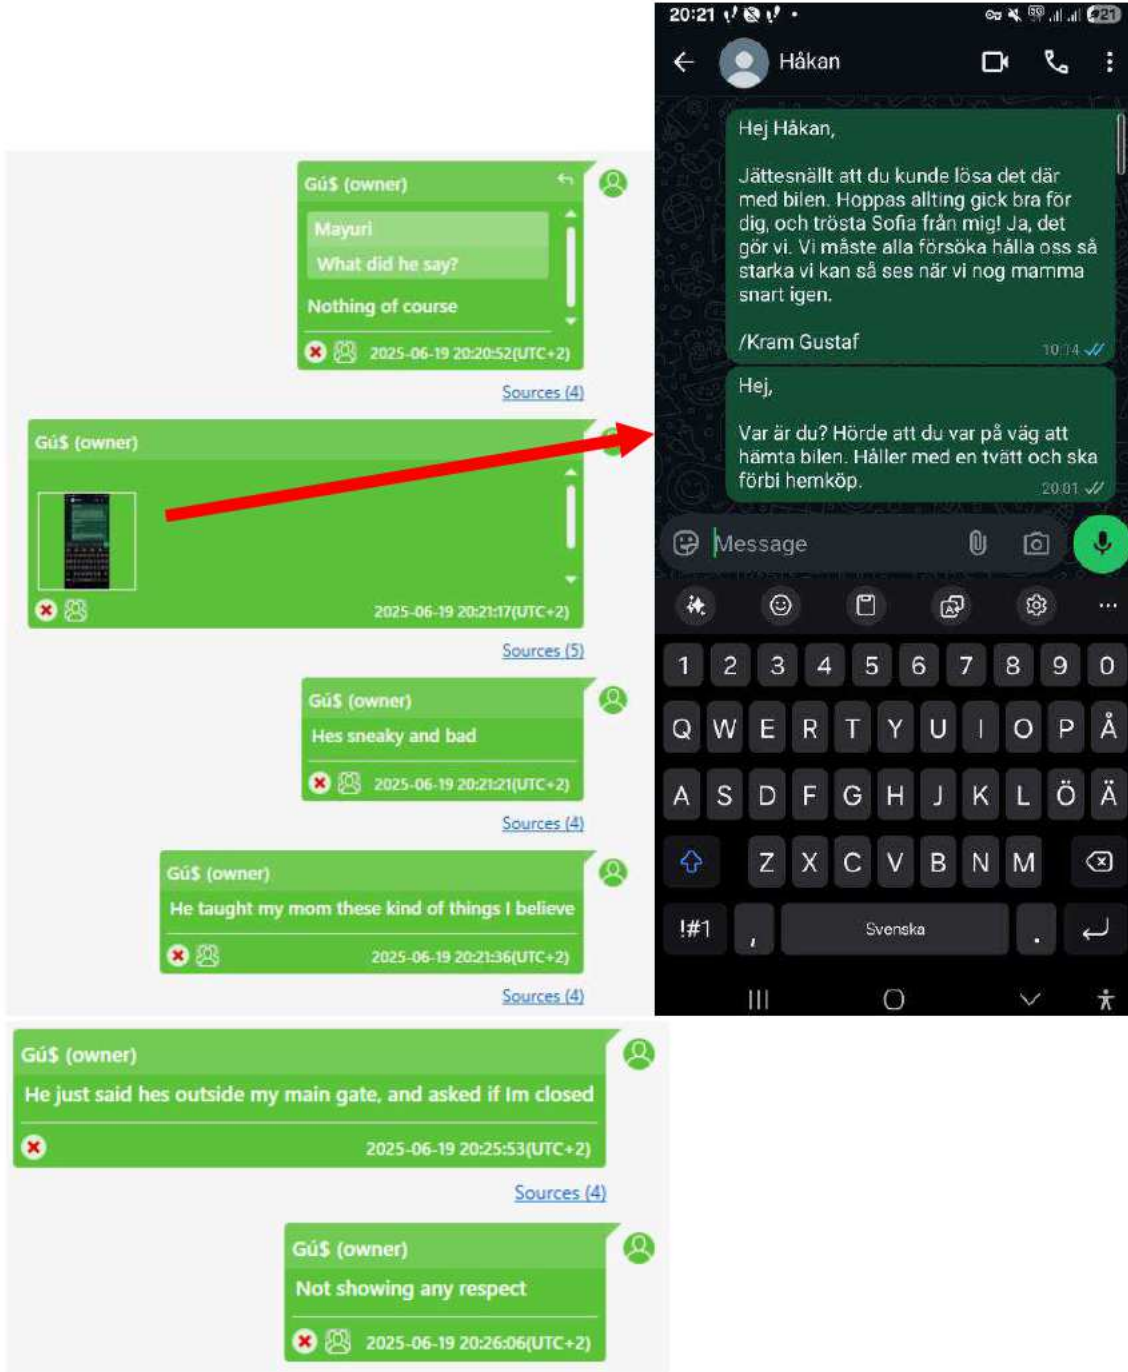 Gú$ (owner)
Mayuri
What did he say?
Nothing of course
2025-06-19 20:20:52(UTC+2)
Sources (4)
Gú$ (owner)
2025-06-19 20:21:17(UTC+2)
Sources (5)
Gú$ (owner)
Hes sneaky and bad
2025-06-19 20:21:21(UTC+2)
Sources (4)
Gú$ (owner)
He taught my mom these kind of things I believe
2025-06-19 20:21:36(UTC+2)
Sources (4)
20:21
5G
21
Håkan
Hej Håkan,
Jättesnällt att du kunde lösa det där
med bilen. Hoppas allting gick bra för
dig, och trösta Sofia från mig! Ja, det
gör vi. Vi måste alla försöka hålla oss så
starka vi kan så ses när vi nog mamma
snart igen.
/Kram Gustaf
10:14
Hej,
Var är du? Hörde att du var på väg att
hämta bilen. Håller med en tvätt och ska
förbi hemköp.
20:01
Message
1 2 3 4 5 6 7 8 9 0
Q W E R T Y U I O P Å
A S D F G H J K L Ö Ä
Z X C V B N M
!#1 , Svenska .
Gú$ (owner)
He just said hes outside my main gate, and asked if Im closed
2025-06-19 20:25:53(UTC+2)
Sources (4)
Gú$ (owner)
Not showing any respect
2025-06-19 20:26:06(UTC+2)